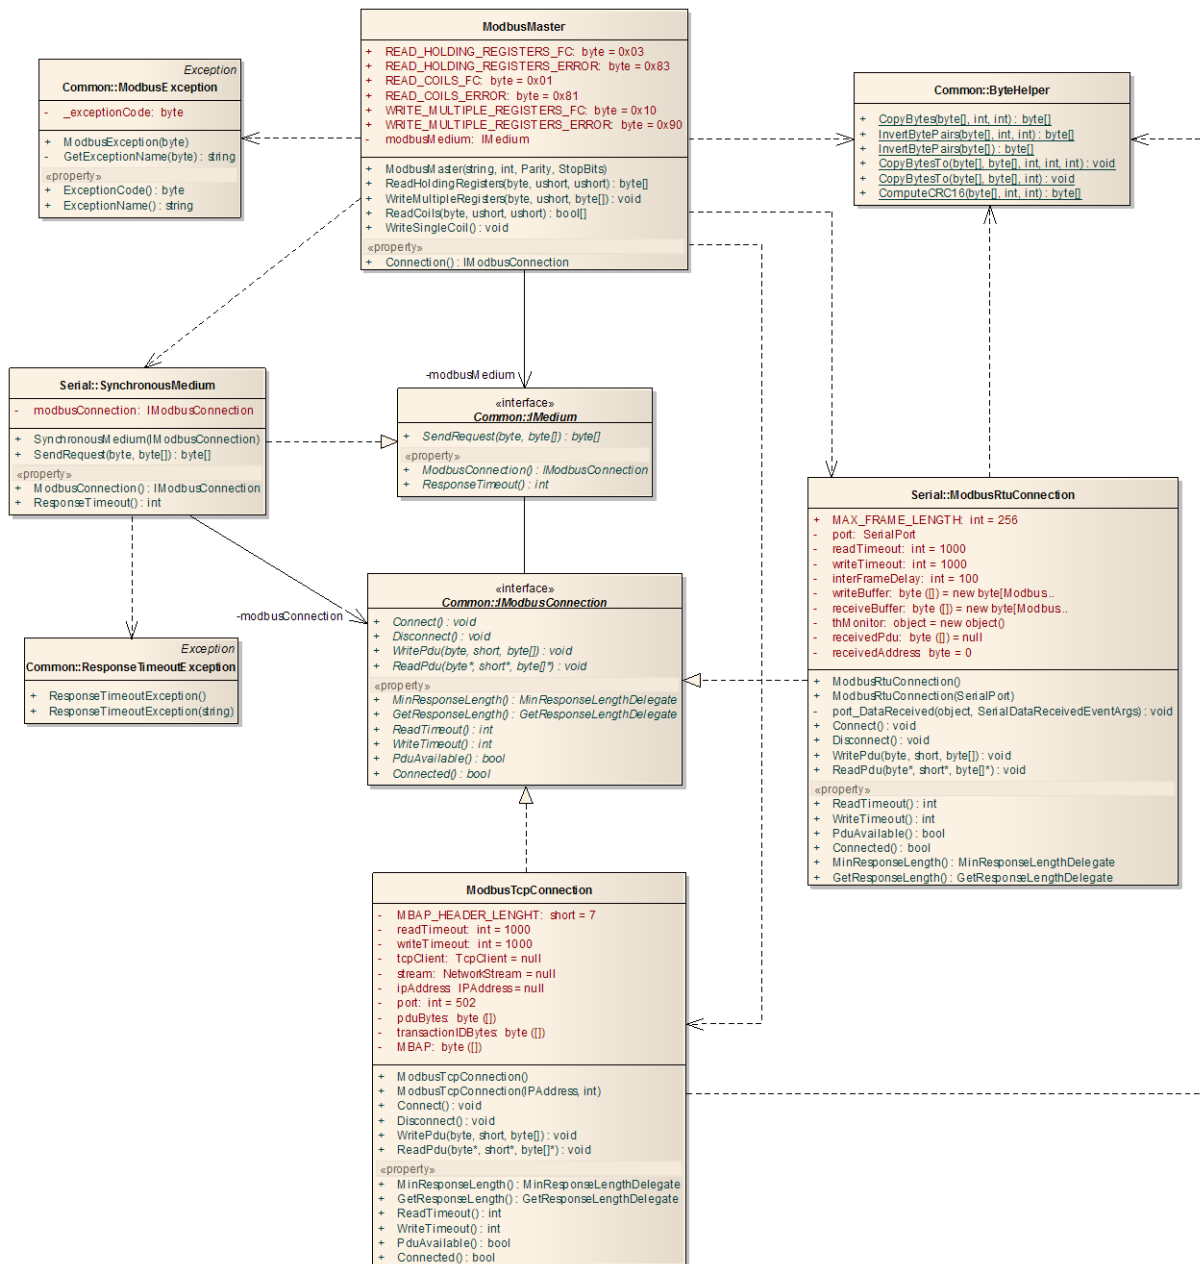 ModbusMaster
+ READ_HOLDING_REGISTERS_FC: byte = 0x03
+ READ_HOLDING_REGISTERS_ERROR: byte = 0x83
+ READ_COILS_FC: byte = 0x01
+ READ_COILS_ERROR: byte = 0x81
+ WRITE_MULTIPLE_REGISTERS_FC: byte = 0x10
+ WRITE_MULTIPLE_REGISTERS_ERROR: byte = 0x90
- modbusMedium: IMedium
+ ModbusMaster(string, int, Parity, StopBits)
+ ReadHoldingRegisters(byte, ushort, ushort) : byte[]
+ WriteMultipleRegisters(byte, ushort, byte[]) : void
+ ReadCoils(byte, ushort, ushort) : bool[]
+ WriteSingleCoil() : void
«property»
+ Connection() : IModbusConnection
Exception
Common::ModbusException
- _exceptionCode: byte
+ ModbusException(byte)
- GetExceptionName(byte) : string
«property»
+ ExceptionCode() : byte
+ ExceptionName() : string
Common::ByteHelper
+ CopyBytes(byte[], int, int) : byte[]
+ InvertBytePairs(byte[], int, int) : byte[]
+ InvertBytePairs(byte[]) : byte[]
+ CopyBytesTo(byte[], byte[], int, int, int) : void
+ CopyBytesTo(byte[], byte[], int) : void
+ ComputeCRC16(byte[], int, int) : byte[]
Serial::SynchronousMedium
- modbusConnection: IModbusConnection
+ SynchronousMedium(IModbusConnection)
+ SendRequest(byte, byte[]) : byte[]
«property»
+ ModbusConnection() : IModbusConnection
+ ResponseTimeout() : int
-modbusMedium
«interface»
Common::IMedium
+ SendRequest(byte, byte[]) : byte[]
«property»
+ ModbusConnection() : IModbusConnection
+ ResponseTimeout() : int
Serial::ModbusRtuConnection
+ MAX_FRAME_LENGTH: int = 256
- port: SerialPort
- readTimeout: int = 1000
- writeTimeout: int = 1000
- interFrameDelay: int = 100
- writeBuffer: byte ([]) = new byte[Modbus...
- receiveBuffer: byte ([]) = new byte[Modbus...
- thMonitor: object = new object()
- receivedPdu: byte ([]) = null
- receivedAddress: byte = 0
+ ModbusRtuConnection()
+ ModbusRtuConnection(SerialPort)
- port_DataReceived(object, SerialDataReceivedEventArgs) : void
+ Connect() : void
+ Disconnect() : void
+ WritePdu(byte, short, byte[]) : void
+ ReadPdu(byte*, short*, byte[]*) : void
«property»
+ ReadTimeout() : int
+ WriteTimeout() : int
+ PduAvailable() : bool
+ Connected() : bool
+ MinResponseLength() : MinResponseLengthDelegate
+ GetResponseLength() : GetResponseLengthDelegate
-modbusConnection
«interface»
Common::IModbusConnection
+ Connect() : void
+ Disconnect() : void
+ WritePdu(byte, short, byte[]) : void
+ ReadPdu(byte*, short*, byte[]*) : void
«property»
+ MinResponseLength() : MinResponseLengthDelegate
+ GetResponseLength() : GetResponseLengthDelegate
+ ReadTimeout() : int
+ WriteTimeout() : int
+ PduAvailable() : bool
+ Connected() : bool
Exception
Common::ResponseTimeoutException
+ ResponseTimeoutException()
+ ResponseTimeoutException(string)
ModbusTcpConnection
- MBAP_HEADER_LENGHT: short = 7
- readTimeout: int = 1000
- writeTimeout: int = 1000
- tcpClient: TcpClient = null
- stream: NetworkStream = null
- ipAddress: IPAddress = null
- port: int = 502
- pduBytes: byte ([])
- transactionIDBytes: byte ([])
- MBAP: byte ([])
+ ModbusTcpConnection()
+ ModbusTcpConnection(IPAddress, int)
+ Connect() : void
+ Disconnect() : void
+ WritePdu(byte, short, byte[]) : void
+ ReadPdu(byte*, short*, byte[]*) : void
«property»
+ MinResponseLength() : MinResponseLengthDelegate
+ GetResponseLength() : GetResponseLengthDelegate
+ ReadTimeout() : int
+ WriteTimeout() : int
+ PduAvailable() : bool
+ Connected() : bool